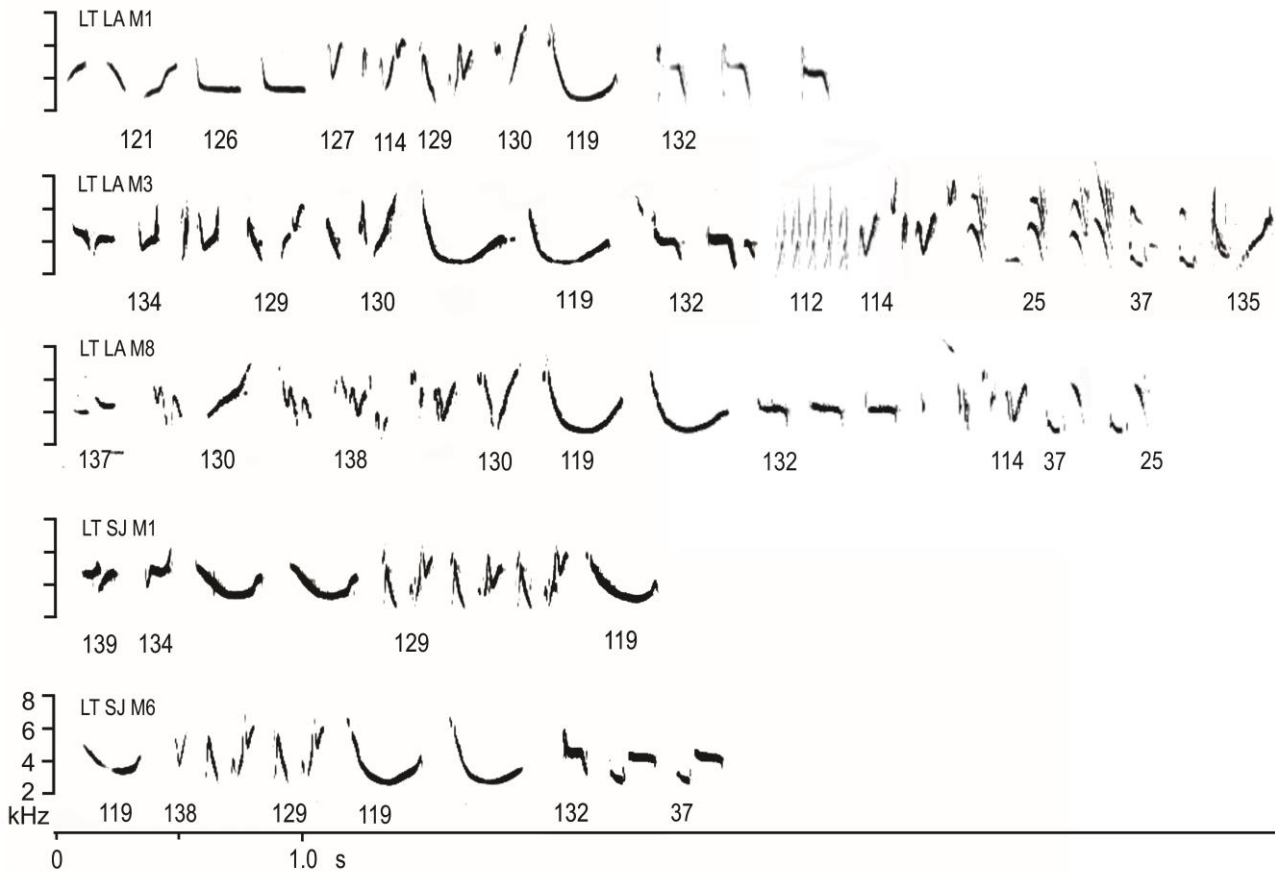 LT LA M1
121 126 127 114 129 130 119 132
LT LA M3
134 129 130 119 132 112 114 25 37 135
LT LA M8
137 130 138 130 119 132 114 37 25
LT SJ M1
139 134 129 119
8 LT SJ M6
6
4
2
kHz 119 138 129 119 132 37
0 1.0 s